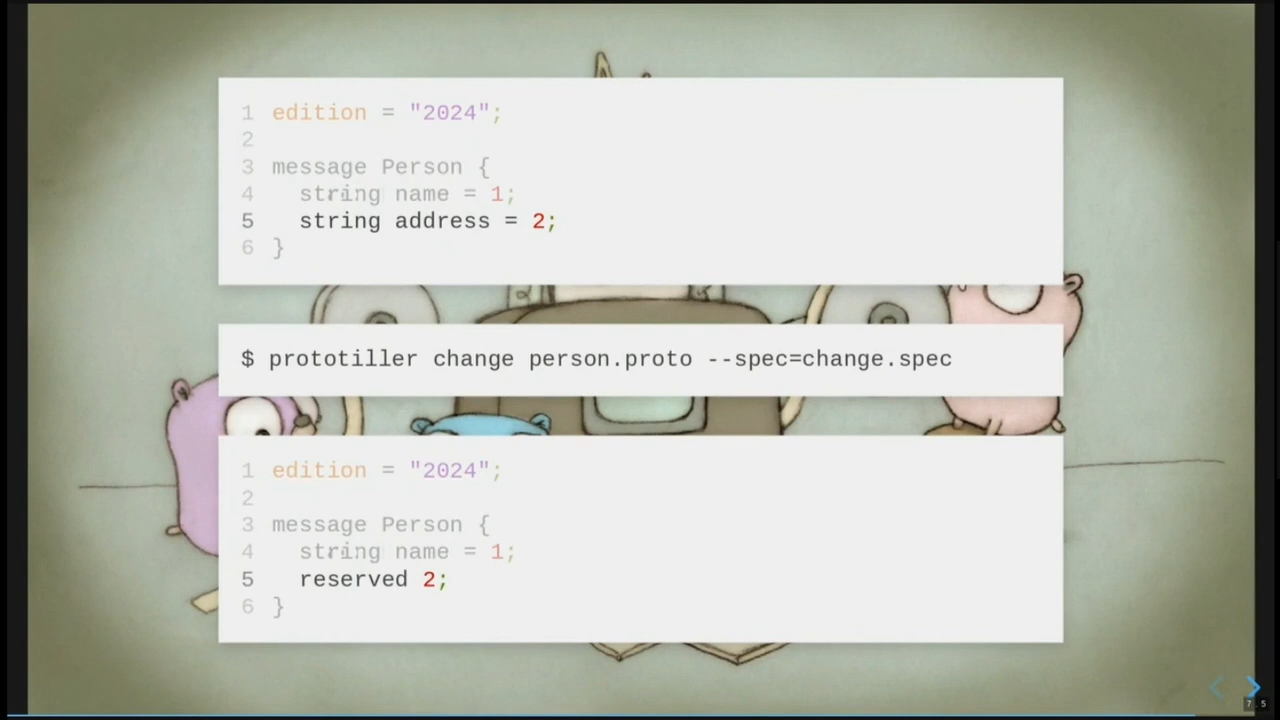 1 edition = "2024";
2
3 message Person {
4   string name = 1;
5   string address = 2;
6 }
$ prototiller change person.proto --spec=change.spec
1 edition = "2024";
2
3 message Person {
4   string name = 1;
5   reserved 2;
6 }
7.5